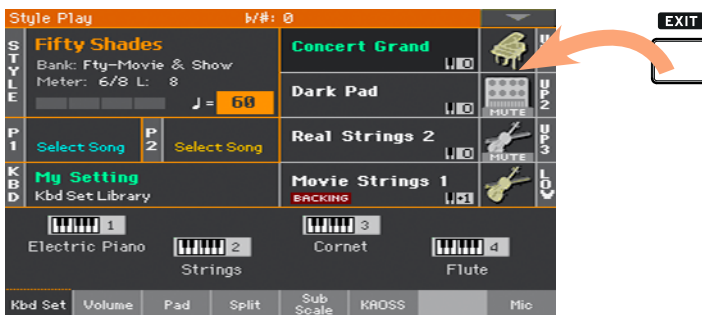 Style Play
♭/#: 0
EXIT
STYLE
Fifty Shades
Bank: Fty-Movie & Show
Meter: 6/8 L: 8
♩ = 60
Concert Grand
Dark Pad
MUTE
UP2
P1
Select Song
P2
Select Song
Real Strings 2
MUTE
UP3
KBD
My Setting
Kbd Set Library
Movie Strings 1
BACKING
LOW
1
Electric Piano
2
Strings
3
Cornet
4
Flute
Kbd Set
Volume
Pad
Split
Sub Scale
KAOSS
Mic